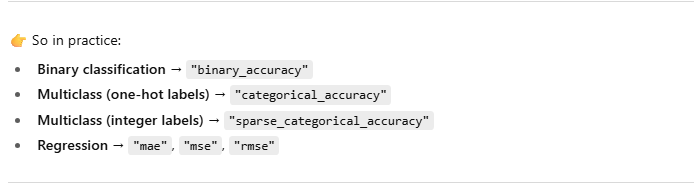 👉 So in practice:
• Binary classification → "binary_accuracy"
• Multiclass (one-hot labels) → "categorical_accuracy"
• Multiclass (integer labels) → "sparse_categorical_accuracy"
• Regression → "mae", "mse", "rmse"